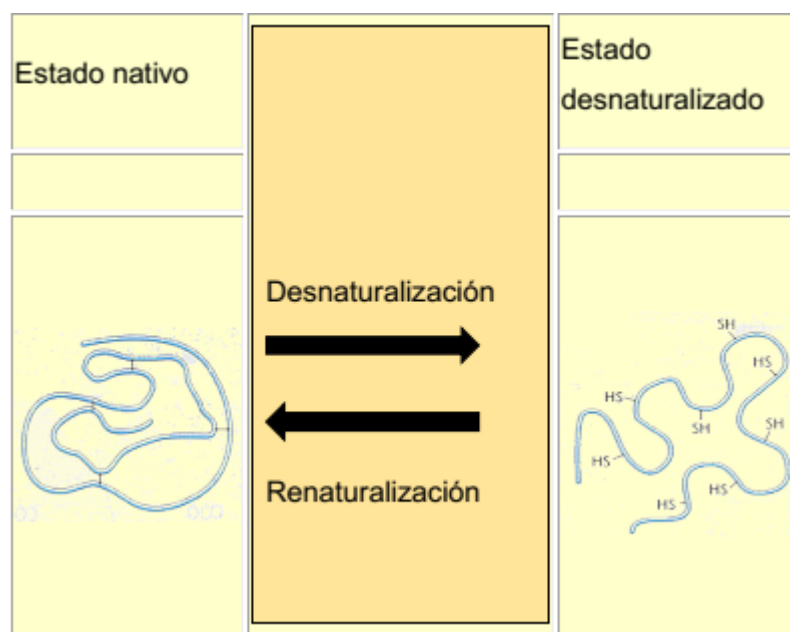 Estado nativo
Estado
desnaturalizado
Desnaturalización
Renaturalización
SH
HS
HS
SH
SH
HS
HS
HS